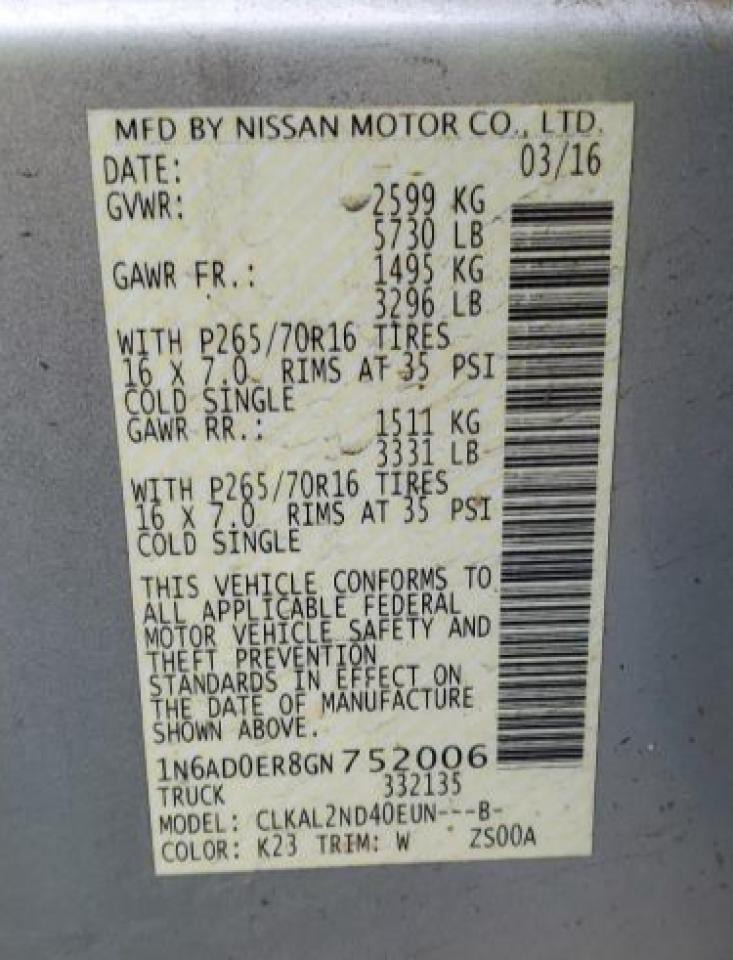 MFD BY NISSAN MOTOR CO., LTD.
DATE: 03/16
GVWR: 2599 KG
5730 LB
GAWR FR.: 1495 KG
3296 LB
WITH P265/70R16 TIRES
16 X 7.0 RIMS AT 35 PSI
COLD SINGLE
GAWR RR.: 1511 KG
3331 LB
WITH P265/70R16 TIRES
16 X 7.0 RIMS AT 35 PSI
COLD SINGLE
THIS VEHICLE CONFORMS TO
ALL APPLICABLE FEDERAL
MOTOR VEHICLE SAFETY AND
THEFT PREVENTION
STANDARDS IN EFFECT ON
THE DATE OF MANUFACTURE
SHOWN ABOVE.
1N6AD0ER8GN752006
TRUCK 332135
MODEL: CLKAL2ND40EUN---B-
COLOR: K23 TRIM: W ZS00A